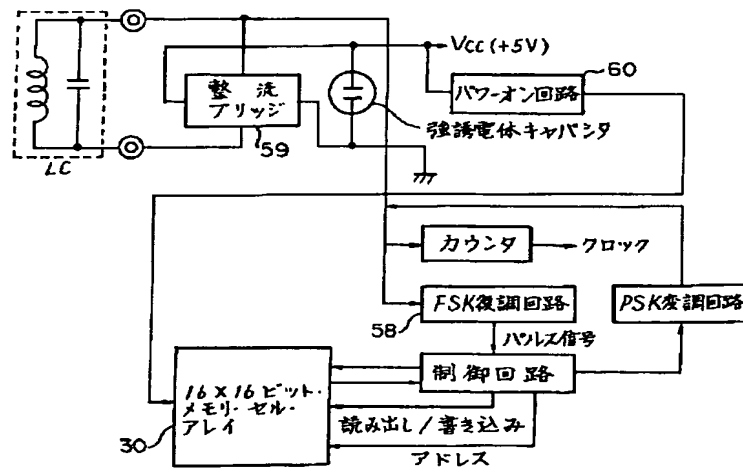 Vcc(+5V)
60
パワーオン回路
整流
ブリッジ
59
強誘電体キャパシタ
LC
カウンタ
クロック
FSK復調回路
58
PSK変調回路
パルス信号
制御回路
16×16ビット・
メモリ・セル・
アレイ
30
読み出し/書き込み
アドレス